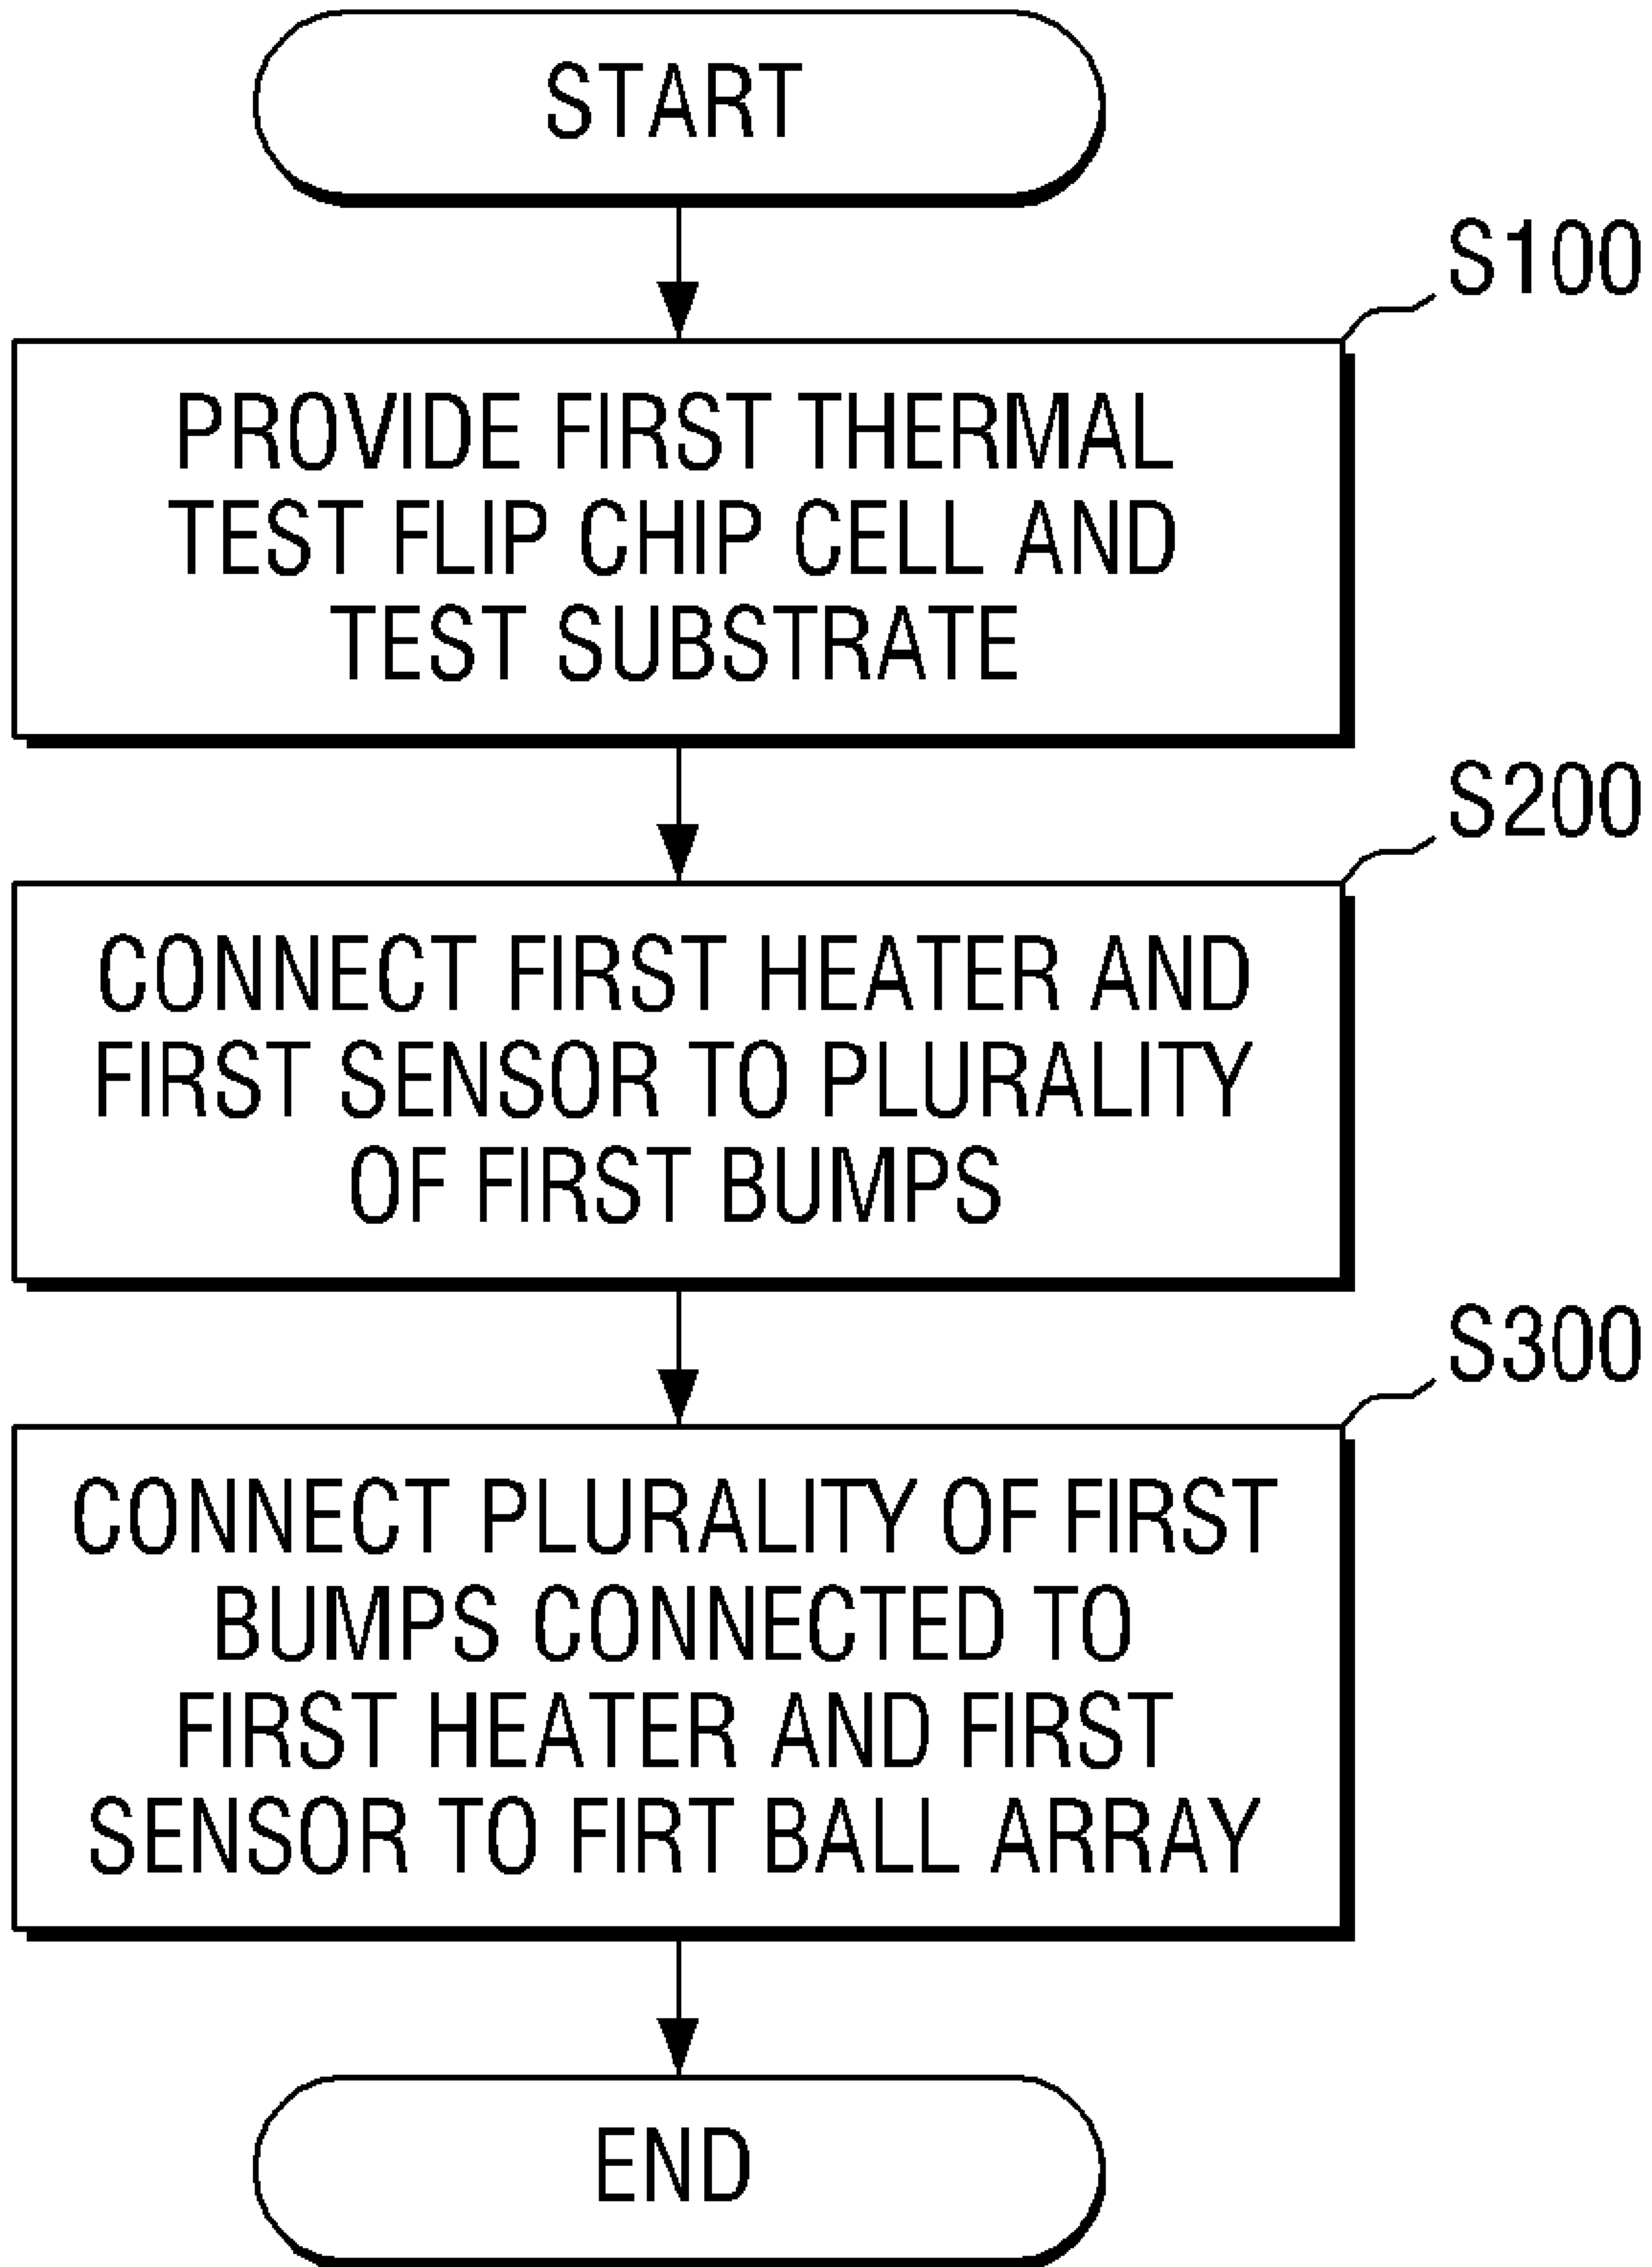 START
S100
PROVIDE FIRST THERMAL
TEST FLIP CHIP CELL AND
TEST SUBSTRATE
S200
CONNECT FIRST HEATER AND
FIRST SENSOR TO PLURALITY
OF FIRST BUMPS
S300
CONNECT PLURALITY OF FIRST
BUMPS CONNECTED TO
FIRST HEATER AND FIRST
SENSOR TO FIRT BALL ARRAY
END